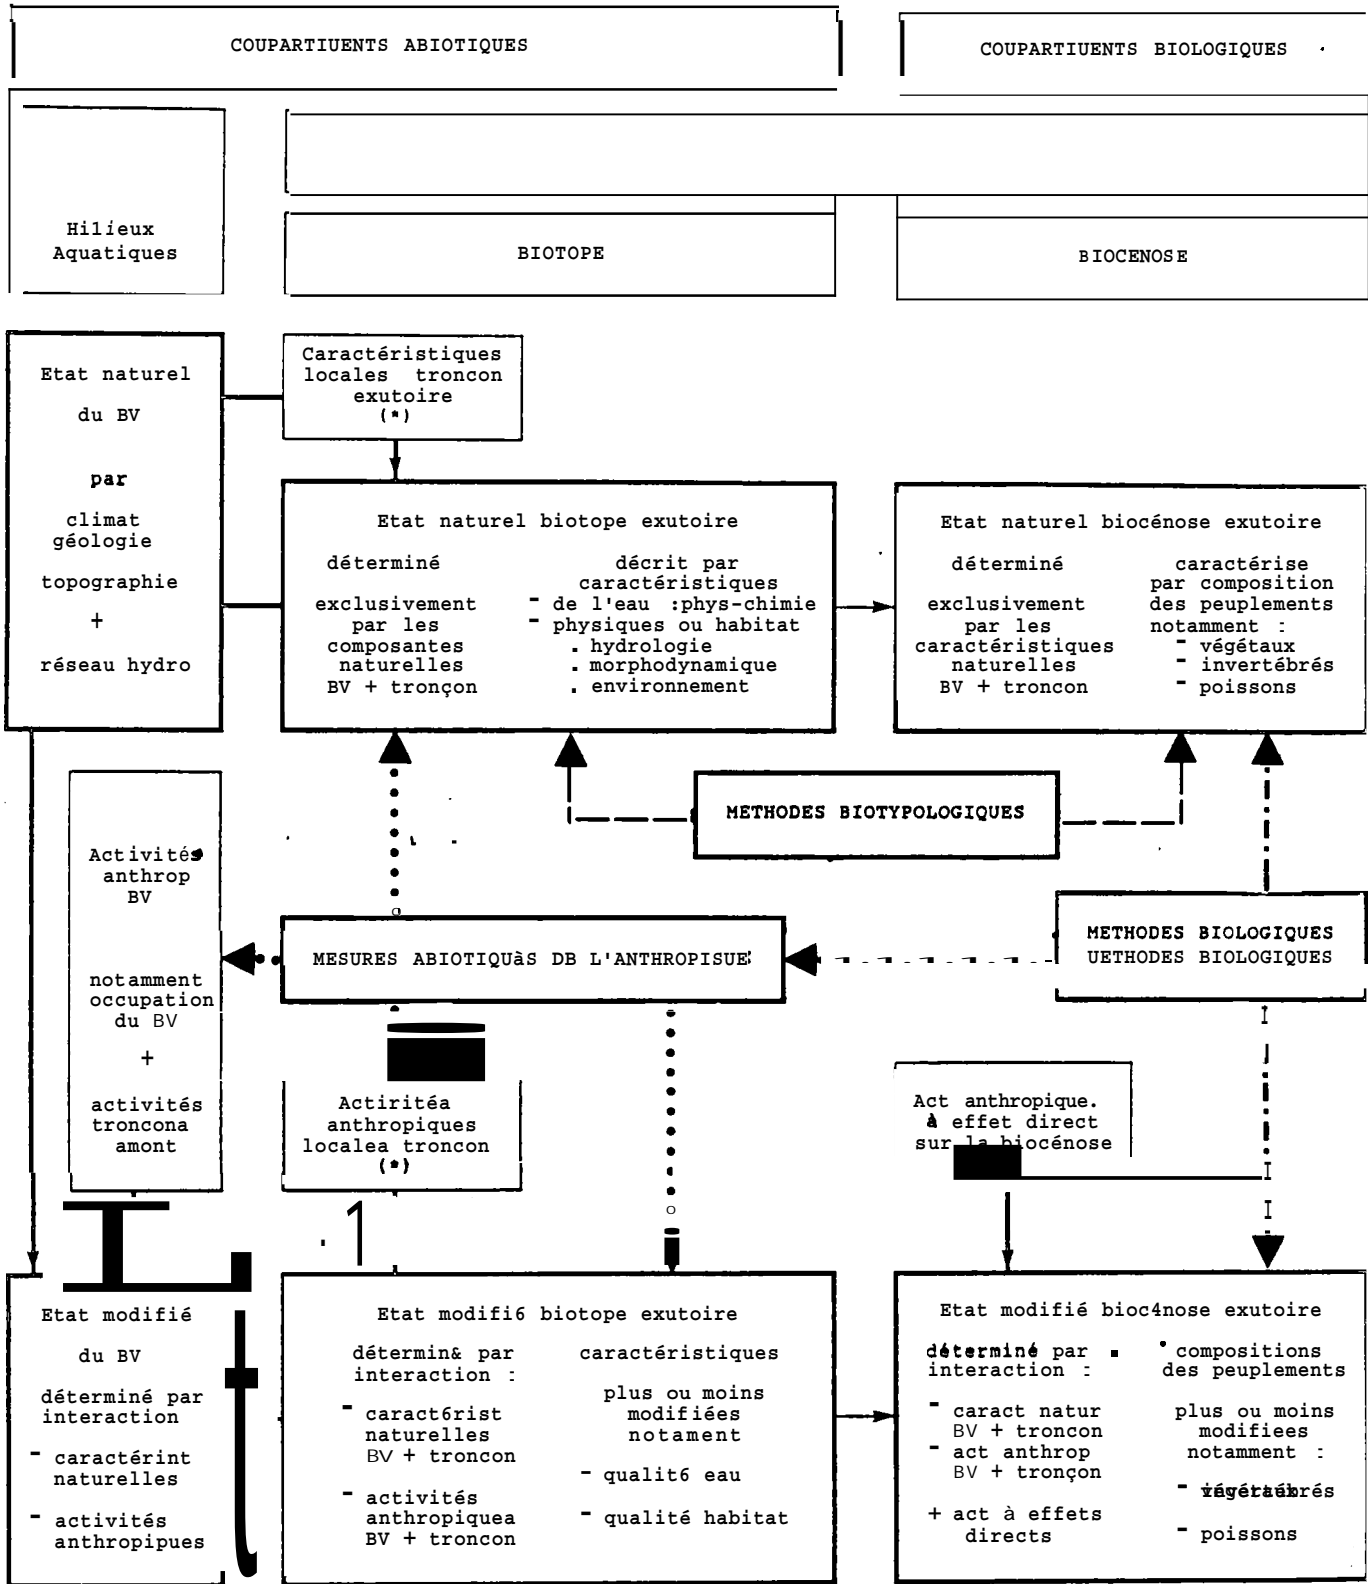 COUPARTIUENTS ABIOTIQUES
COUPARTIUENTS BIOLOGIQUES
Hilieux
Aquatiques
BIOTOPE
BIOCENOSE
Etat naturel
du BV
par
climat
géologie
topographie
+
réseau hydro
Caractéristiques
locales troncon
exutoire
(*)
Etat naturel biotope exutoire
déterminé
exclusivement
par les
composantes
naturelles
BV + tronçon
décrit par
caractéristiques
- de l'eau :phys-chimie
- physiques ou habitat
. hydrologie
. morphodynamique
. environnement
Etat naturel biocénose exutoire
déterminé
exclusivement
par les
caractéristiques
naturelles
BV + troncon
caractérise
par composition
des peuplements
notamment :
- végétaux
- invertébrés
- poissons
METHODES BIOTYPOLOGIQUES
Activités
anthrop
BV
notamment
occupation
du BV
+
activités
troncona
amont
MESURES ABIOTIQUàS DB L'ANTHROPISUE
METHODES BIOLOGIQUES
UETHODES BIOLOGIQUES
Actiritéa
anthropiques
localea troncon
(*)
Act anthropique.
à effet direct
sur la biocénose
Etat modifié
du BV
déterminé par
interaction
- caractérint
naturelles
- activités
anthropipues
Etat modifi6 biotope exutoire
détermin& par
interaction :
- caract6rist
naturelles
BV + troncon
- activités
anthropiquea
BV + troncon
caractéristiques
plus ou moins
modifiées
notament
- qualit6 eau
- qualité habitat
Etat modifié bioc4nose exutoire
déterminé par
interaction :
- caract natur
BV + troncon
- act anthrop
BV + tronçon
+ act à effets
directs
compositions
des peuplements
plus ou moins
modifiees
notamment :
- poissons